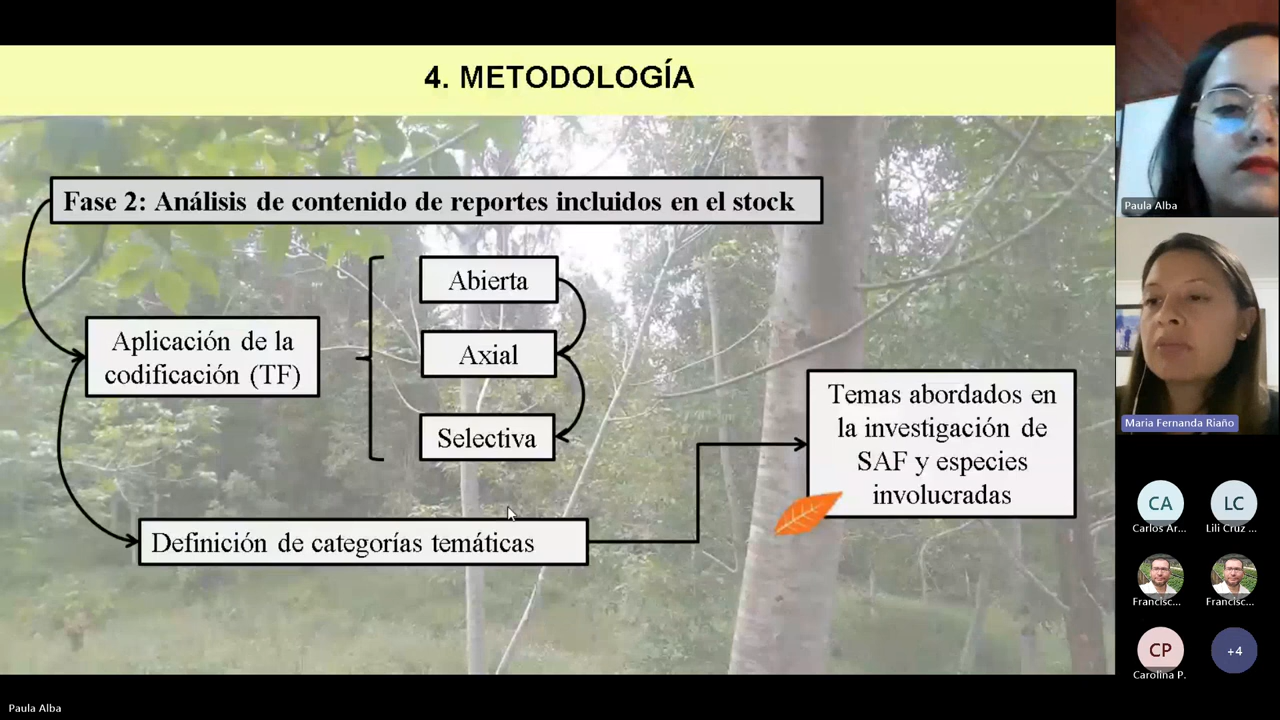 4. METODOLOGÍA
Fase 2: Análisis de contenido de reportes incluidos en el stock
Aplicación de la
codificación (TF)
Abierta
Axial
Selectiva
Definición de categorías temáticas
Temas abordados en
la investigación de
SAF y especies
involucradas
Paula Alba
Maria Fernanda Riaño
CA
Carlos Ar...
LC
Lili Cruz ...
Francisc...
Francisc...
CP
Carolina P.
+4
Paula Alba